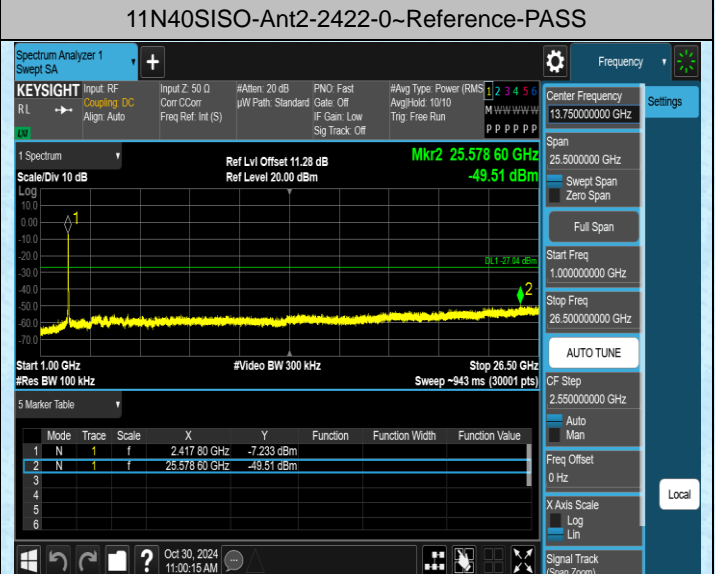 11N40SISO-Ant2-2422-0~Reference-PASS
Spectrum Analyzer 1
Swept SA
+
Frequency
KEYSIGHT
RL
LXI
Input: RF
Coupling: DC
Align: Auto
Input Z: 50 Ω
Corr CCorr
Freq Ref: Int (S)
#Atten: 20 dB
µW Path: Standard
PNO: Fast
Gate: Off
IF Gain: Low
Sig Track: Off
#Avg Type: Power (RMS
Avg|Hold: 10/10
Trig: Free Run
1 2 3 4 5 6
M W W W W W
P P P P P P
1 Spectrum
Scale/Div 10 dB
Ref Lvl Offset 11.28 dB
Ref Level 20.00 dBm
Mkr2 25.578 60 GHz
-49.51 dBm
Log
10.0
0.00
-10.0
-20.0
-30.0
-40.0
-50.0
-60.0
-70.0
1
DL1 -27.04 dBm
2
Start 1.00 GHz
#Res BW 100 kHz
#Video BW 300 kHz
Stop 26.50 GHz
Sweep ~943 ms (30001 pts)
5 Marker Table
Mode Trace Scale X Y Function Function Width Function Value
1 N 1 f 2.417 80 GHz -7.233 dBm
2 N 1 f 25.578 60 GHz -49.51 dBm
3
4
5
6
Oct 30, 2024
11:00:15 AM
Center Frequency
13.750000000 GHz
Span
25.5000000 GHz
Swept Span
Zero Span
Full Span
Start Freq
1.000000000 GHz
Stop Freq
26.500000000 GHz
AUTO TUNE
CF Step
2.550000000 GHz
Auto
Man
Freq Offset
0 Hz
X Axis Scale
Log
Lin
Signal Track
(Span Zoom)
Settings
Local